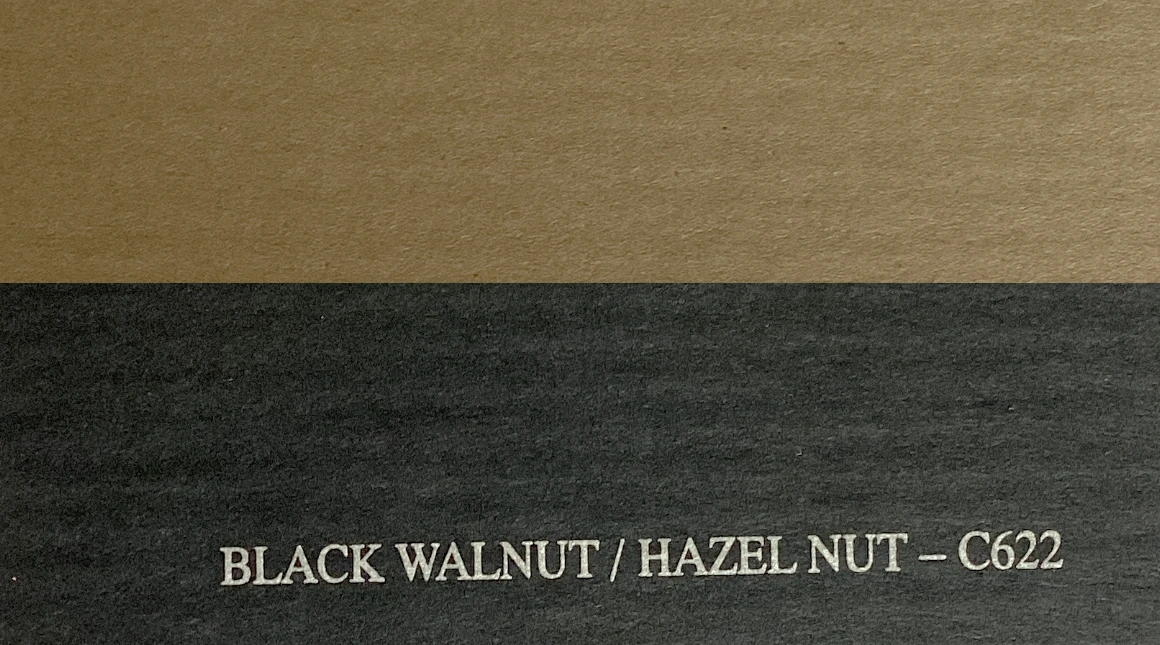 BLACK WALNUT / HAZEL NUT – C622